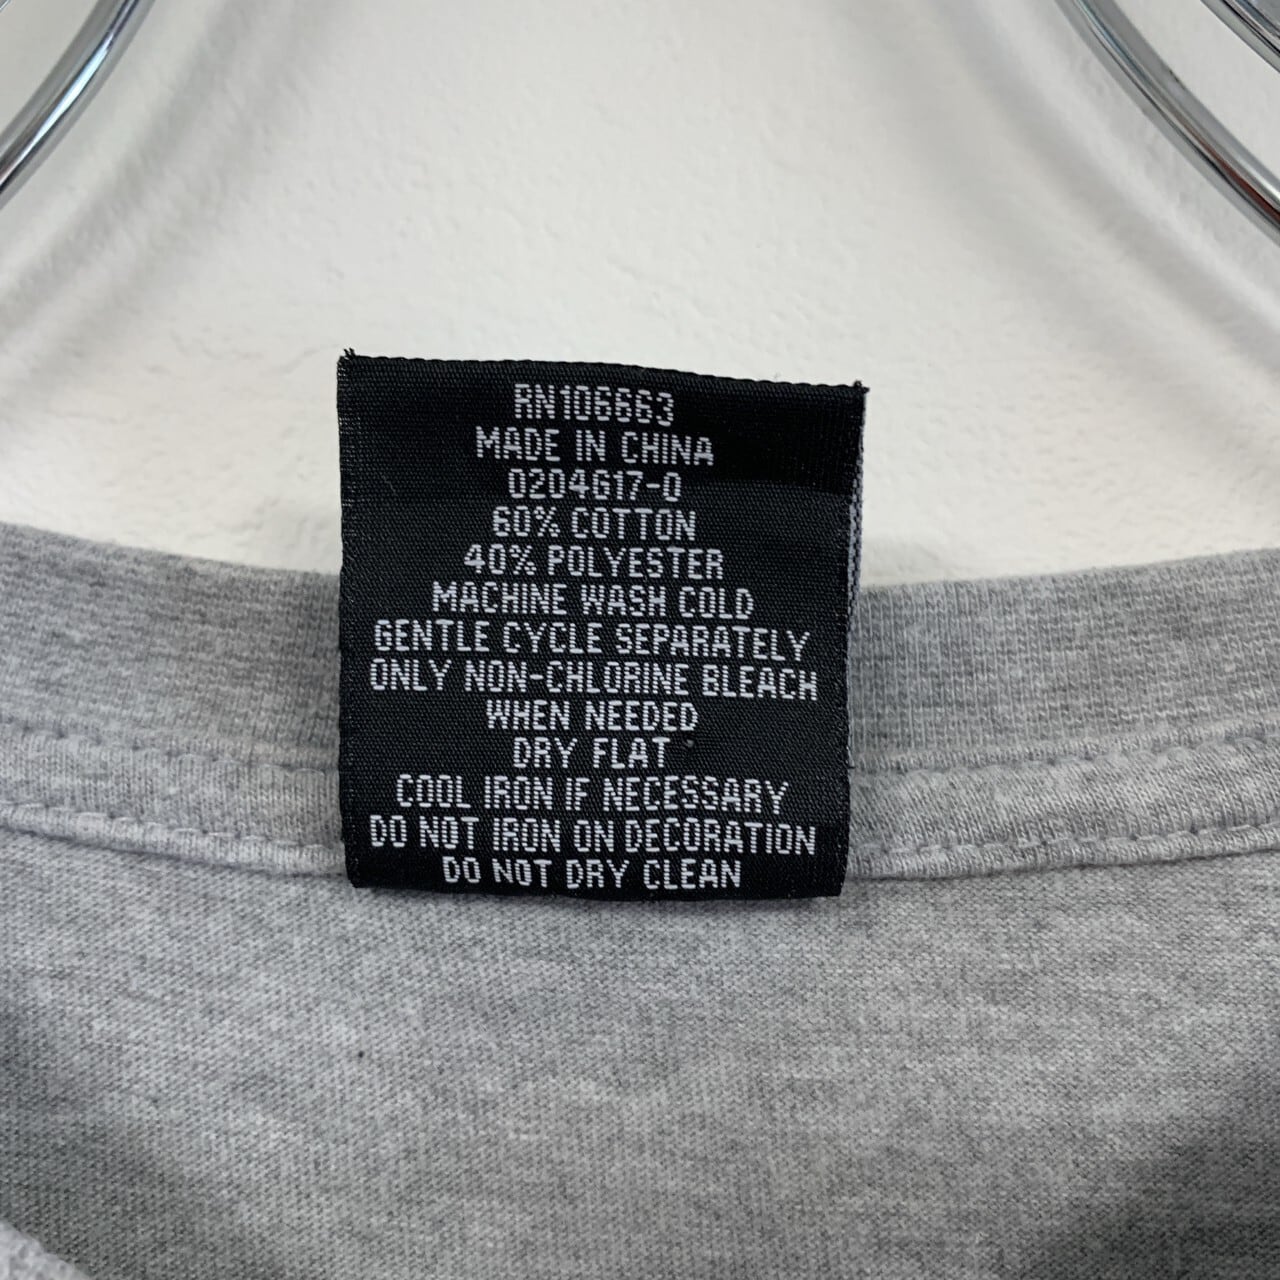 RN106663
MADE IN CHINA
0204617-0
60% COTTON
40% POLYESTER
MACHINE WASH COLD
GENTLE CYCLE SEPARATELY
ONLY NON-CHLORINE BLEACH
WHEN NEEDED
DRY FLAT
COOL IRON IF NECESSARY
DO NOT IRON ON DECORATION
DO NOT DRY CLEAN